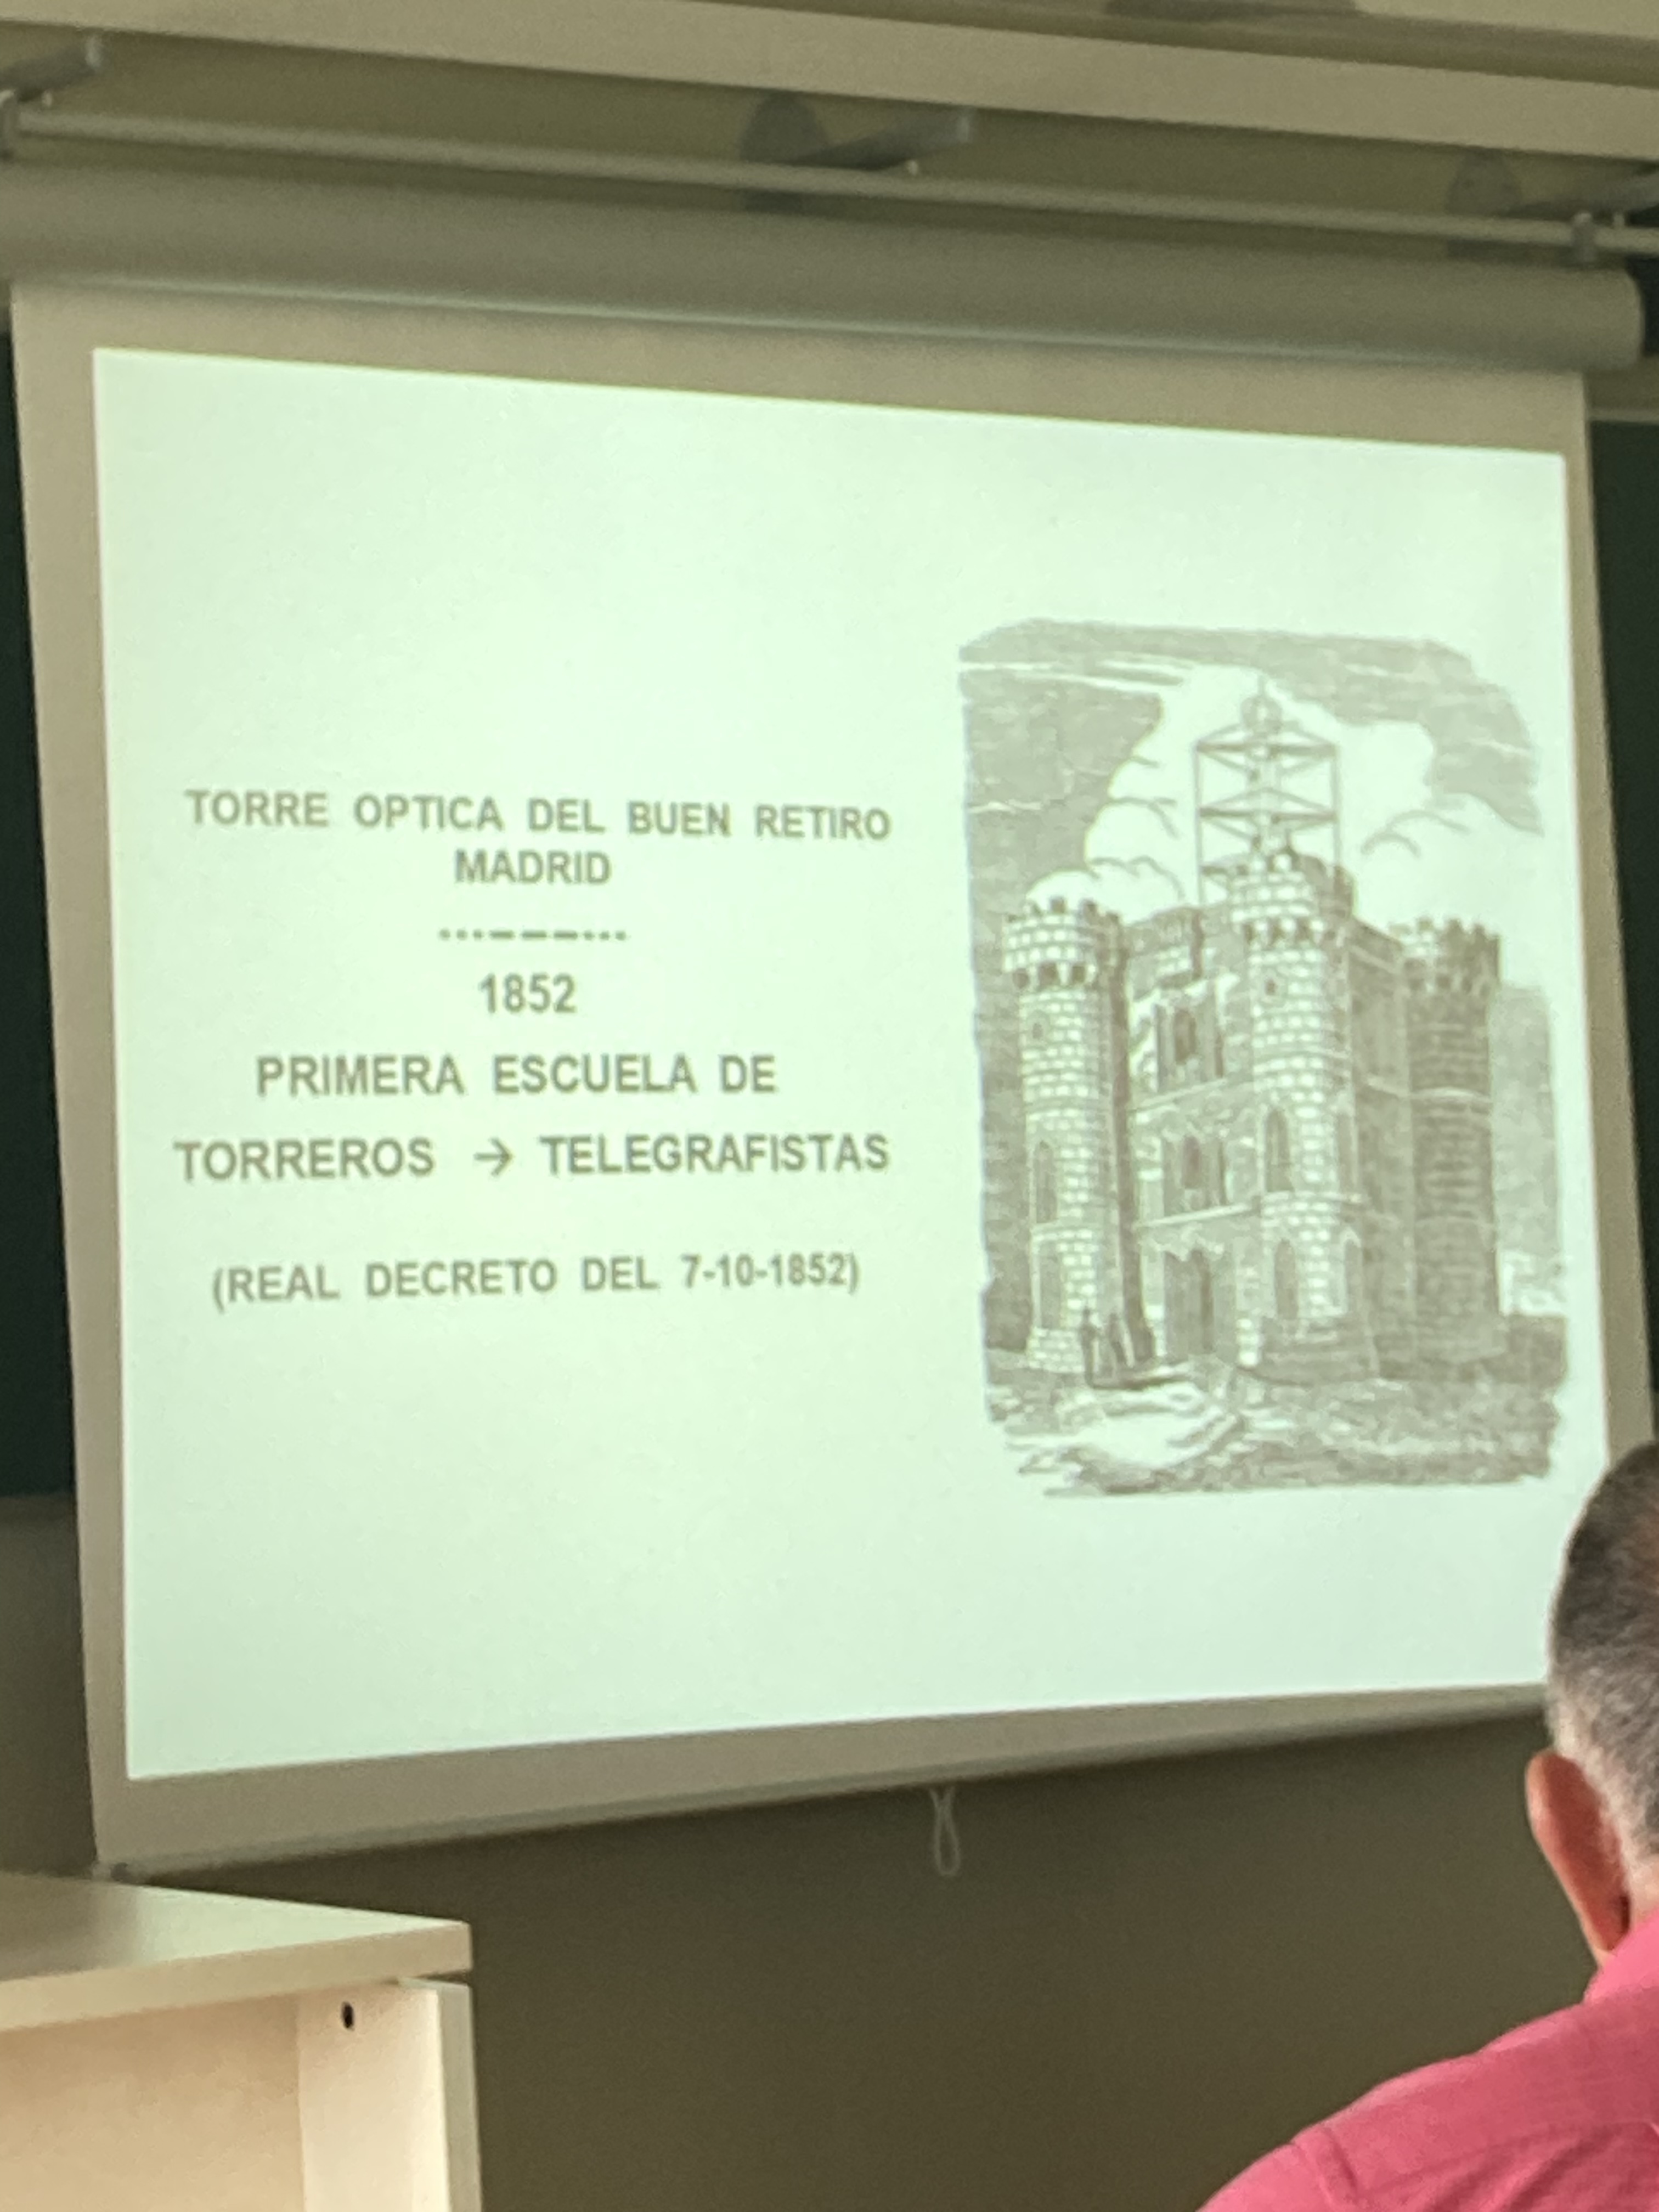 TORRE OPTICA DEL BUEN RETIRO
MADRID
...———...
1852
PRIMERA ESCUELA DE
TORREROS → TELEGRAFISTAS
(REAL DECRETO DEL 7-10-1852)